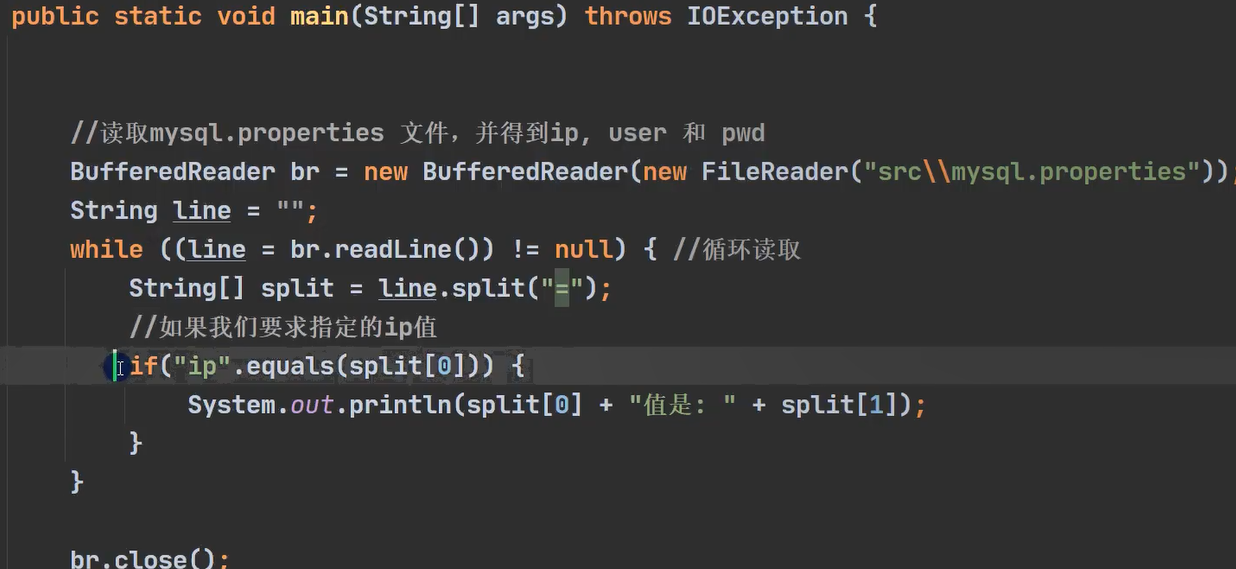 public static void main(String[] args) throws IOException {
//读取mysql.properties 文件，并得到ip, user 和 pwd
BufferedReader br = new BufferedReader(new FileReader("src\\mysql.properties"));
String line = "";
while ((line = br.readLine()) != null) { //循环读取
String[] split = line.split("=");
//如果我们要求指定的ip值
if("ip".equals(split[0])) {
System.out.println(split[0] + "值是: " + split[1]);
}
}
br.close();